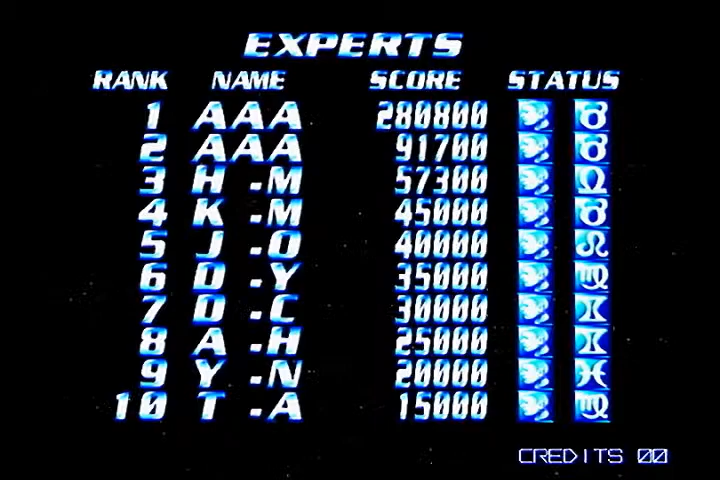 EXPERTS
RANK NAME SCORE STATUS
1 AAA 280800 ♉
2 AAA 91700 ♉
3 H .M 57300 ♎
4 K .M 45000 ♉
5 J .O 40000 ♌
6 D .Y 35000 ♍
7 D .C 30000 ♊
8 A .H 25000 ♊
9 Y .N 20000 ♓
10 T .A 15000 ♍
CREDITS 00